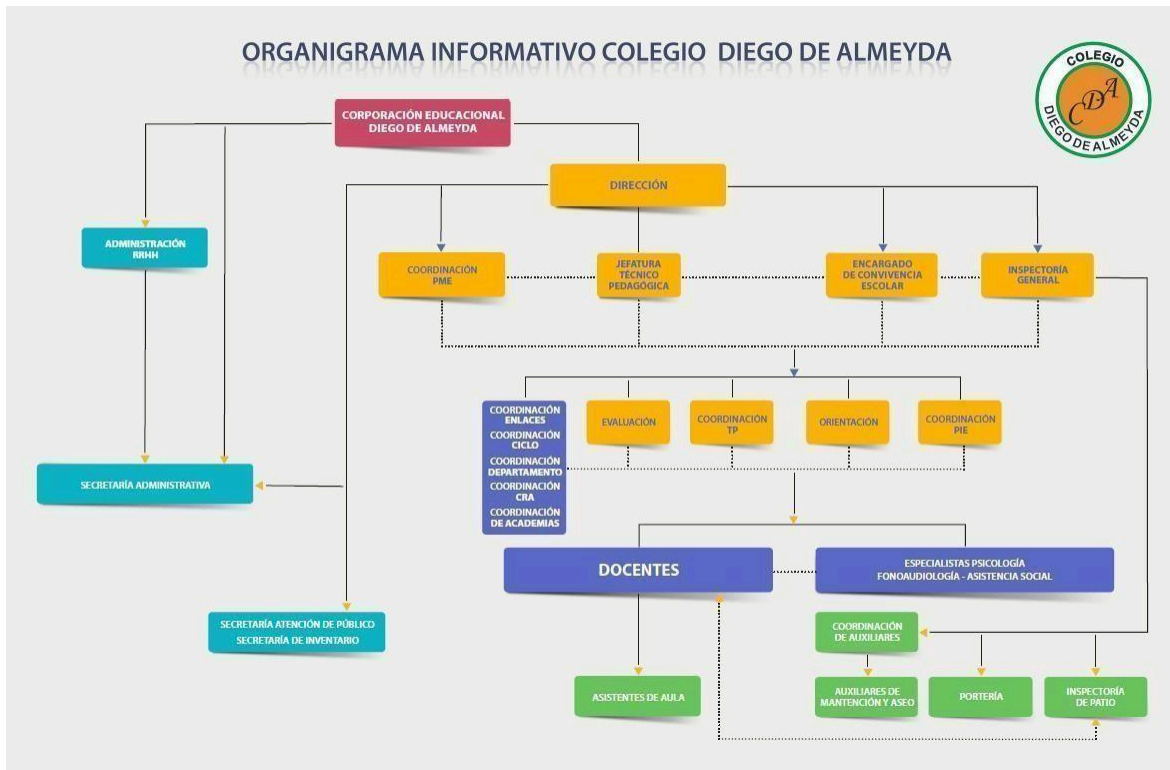 ORGANIGRAMA INFORMATIVO COLEGIO DIEGO DE ALMEYDA
COLEGIO
CDA
DIEGO DE ALMEYDA
CORPORACIÓN EDUCACIONAL
DIEGO DE ALMEYDA
DIRECCIÓN
ADMINISTRACIÓN
RRHH
COORDINACIÓN
PME
JEFATURA
TÉCNICO
PEDAGÓGICA
ENCARGADO
DE CONVIVENCIA
ESCOLAR
INSPECTORÍA
GENERAL
COORDINACIÓN
ENLACES
COORDINACIÓN
CICLO
COORDINACIÓN
DEPARTAMENTO
COORDINACIÓN
CRA
COORDINACIÓN
DE ACADEMIAS
EVALUACIÓN
COORDINACIÓN
TP
ORIENTACIÓN
COORDINACIÓN
PIE
SECRETARÍA ADMINISTRATIVA
DOCENTES
ESPECIALISTAS PSICOLOGÍA
FONOAUDIOLOGÍA - ASISTENCIA SOCIAL
SECRETARÍA ATENCIÓN DE PÚBLICO
SECRETARÍA DE INVENTARIO
COORDINACIÓN
DE AUXILIARES
ASISTENTES DE AULA
AUXILIARES DE
MANTENCIÓN Y ASEO
PORTERÍA
INSPECTORÍA
DE PATIO